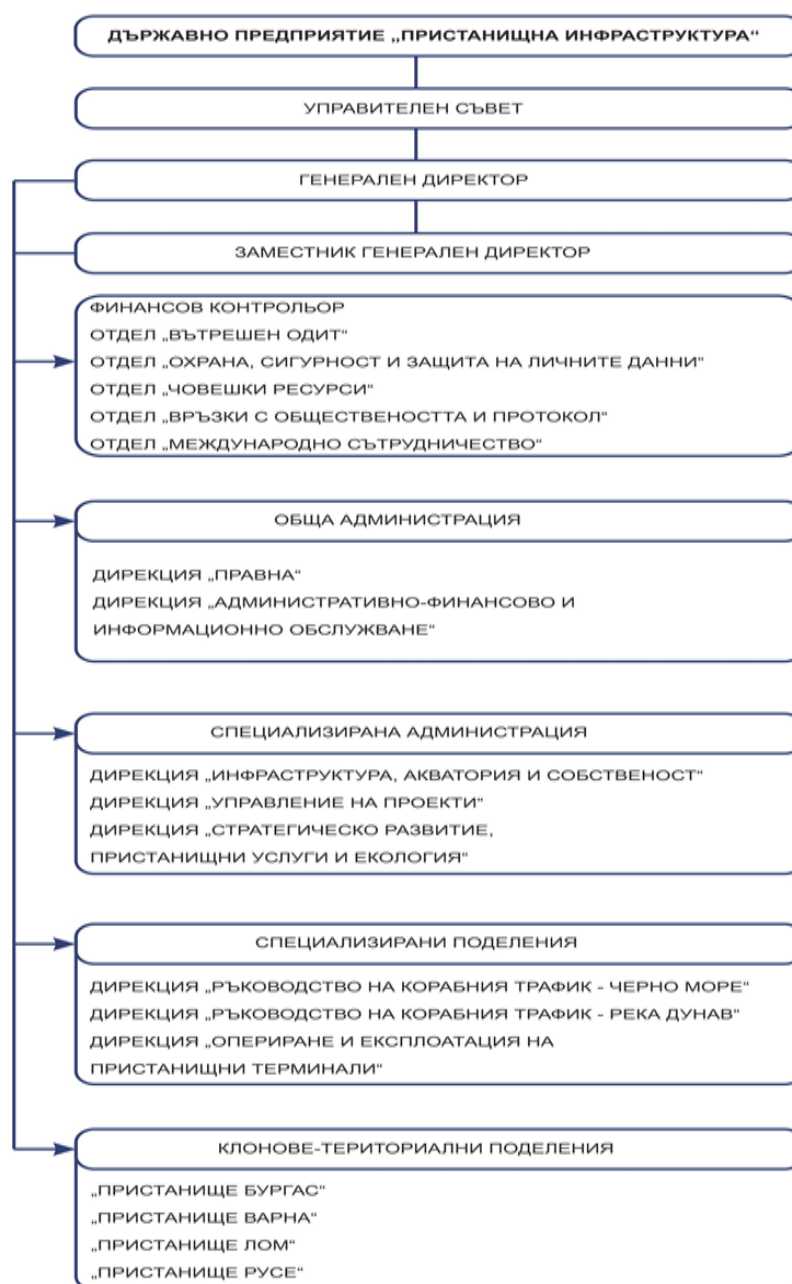 ДЪРЖАВНО ПРЕДПРИЯТИЕ „ПРИСТАНИЩНА ИНФРАСТРУКТУРА“
УПРАВИТЕЛЕН СЪВЕТ
ГЕНЕРАЛЕН ДИРЕКТОР
ЗАМЕСТНИК ГЕНЕРАЛЕН ДИРЕКТОР
ФИНАНСОВ КОНТРОЛЬОР
ОТДЕЛ „ВЪТРЕШЕН ОДИТ“
ОТДЕЛ „ОХРАНА, СИГУРНОСТ И ЗАЩИТА НА ЛИЧНИТЕ ДАННИ“
ОТДЕЛ „ЧОВЕШКИ РЕСУРСИ“
ОТДЕЛ „ВРЪЗКИ С ОБЩЕСТВЕНОСТТА И ПРОТОКОЛ“
ОТДЕЛ „МЕЖДУНАРОДНО СЪТРУДНИЧЕСТВО“
ОБЩА АДМИНИСТРАЦИЯ
ДИРЕКЦИЯ „ПРАВНА“
ДИРЕКЦИЯ „АДМИНИСТРАТИВНО-ФИНАНСОВО И
ИНФОРМАЦИОННО ОБСЛУЖВАНЕ“
СПЕЦИАЛИЗИРАНА АДМИНИСТРАЦИЯ
ДИРЕКЦИЯ „ИНФРАСТРУКТУРА, АКВАТОРИЯ И СОБСТВЕНОСТ“
ДИРЕКЦИЯ „УПРАВЛЕНИЕ НА ПРОЕКТИ“
ДИРЕКЦИЯ „СТРАТЕГИЧЕСКО РАЗВИТИЕ,
ПРИСТАНИЩНИ УСЛУГИ И ЕКОЛОГИЯ“
СПЕЦИАЛИЗИРАНИ ПОДЕЛЕНИЯ
ДИРЕКЦИЯ „РЪКОВОДСТВО НА КОРАБНИЯ ТРАФИК - ЧЕРНО МОРЕ“
ДИРЕКЦИЯ „РЪКОВОДСТВО НА КОРАБНИЯ ТРАФИК - РЕКА ДУНАВ“
ДИРЕКЦИЯ „ОПЕРИРАНЕ И ЕКСПЛОАТАЦИЯ НА
ПРИСТАНИЩНИ ТЕРМИНАЛИ“
КЛОНОВЕ-ТЕРИТОРИАЛНИ ПОДЕЛЕНИЯ
„ПРИСТАНИЩЕ БУРГАС“
„ПРИСТАНИЩЕ ВАРНА“
„ПРИСТАНИЩЕ ЛОМ“
„ПРИСТАНИЩЕ РУСЕ“